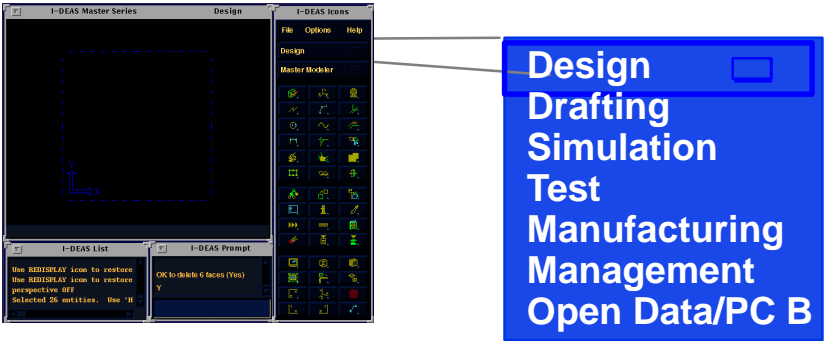 I-DEAS Master Series Design
I-DEAS Icons
File Options Help
Design
Master Modeler
Y
X
I-DEAS List
Use REDISPLAY icon to restore
Use REDISPLAY icon to restore
perspective OFF
Selected 26 entities. Use 'H
I-DEAS Prompt
OK to delete 6 faces (Yes)
Y
Design
Drafting
Simulation
Test
Manufacturing
Management
Open Data/PC B